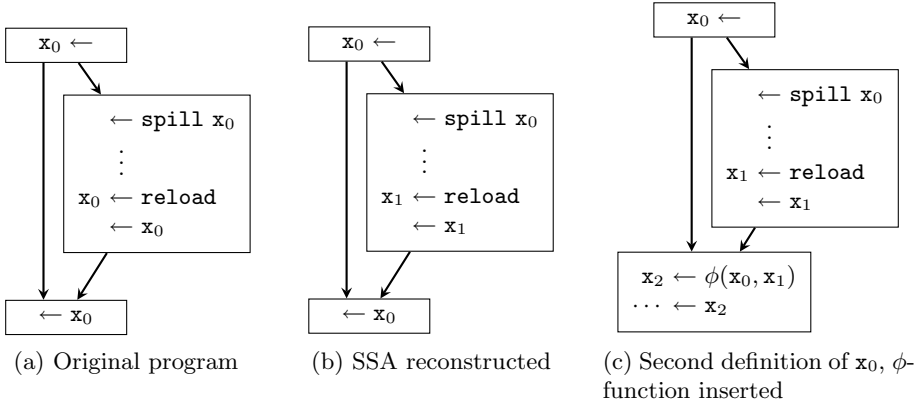 x₀ ←
← spill x₀
⋮
x₀ ← reload
← x₀
← x₀
(a) Original program
x₀ ←
← spill x₀
⋮
x₁ ← reload
← x₁
← x₀
(b) SSA reconstructed
x₀ ←
← spill x₀
⋮
x₁ ← reload
← x₁
x₂ ← ϕ(x₀, x₁)
⋯ ← x₂
(c) Second definition of x₀, ϕ-
function inserted